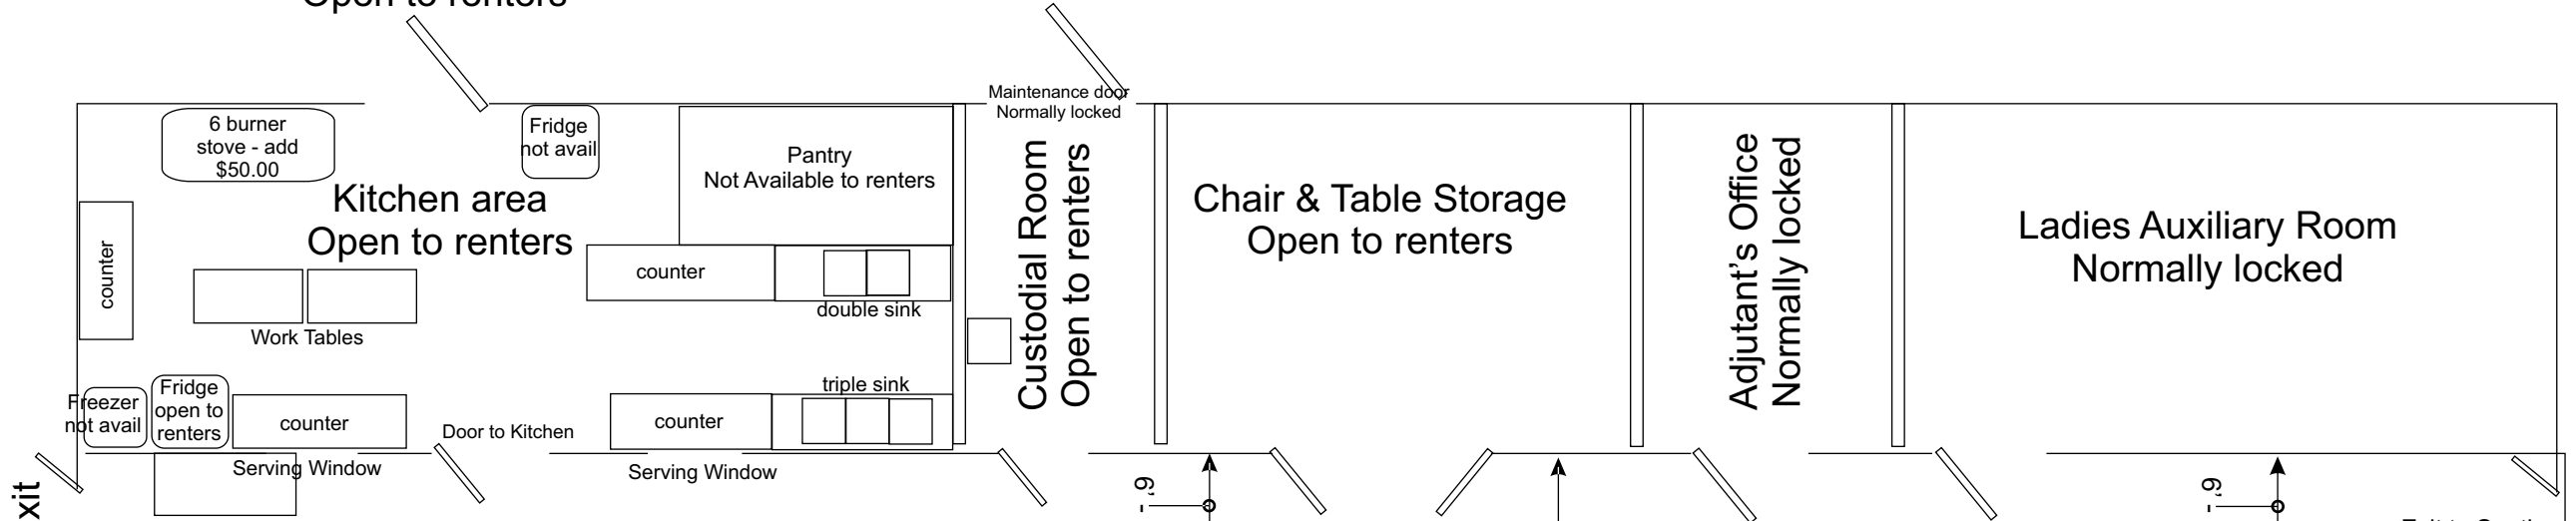 Open to renters
Maintenance door
Normally locked
6 burner
stove - add
$50.00
Fridge
not avail
Pantry
Not Available to renters
Kitchen area
Open to renters
counter
Work Tables
counter
double sink
Custodial Room
Open to renters
Chair & Table Storage
Open to renters
Adjutant's Office
Normally locked
Ladies Auxiliary Room
Normally locked
Freezer
not avail
Fridge
open to
renters
counter
Door to Kitchen
triple sink
counter
Serving Window
Serving Window
xit